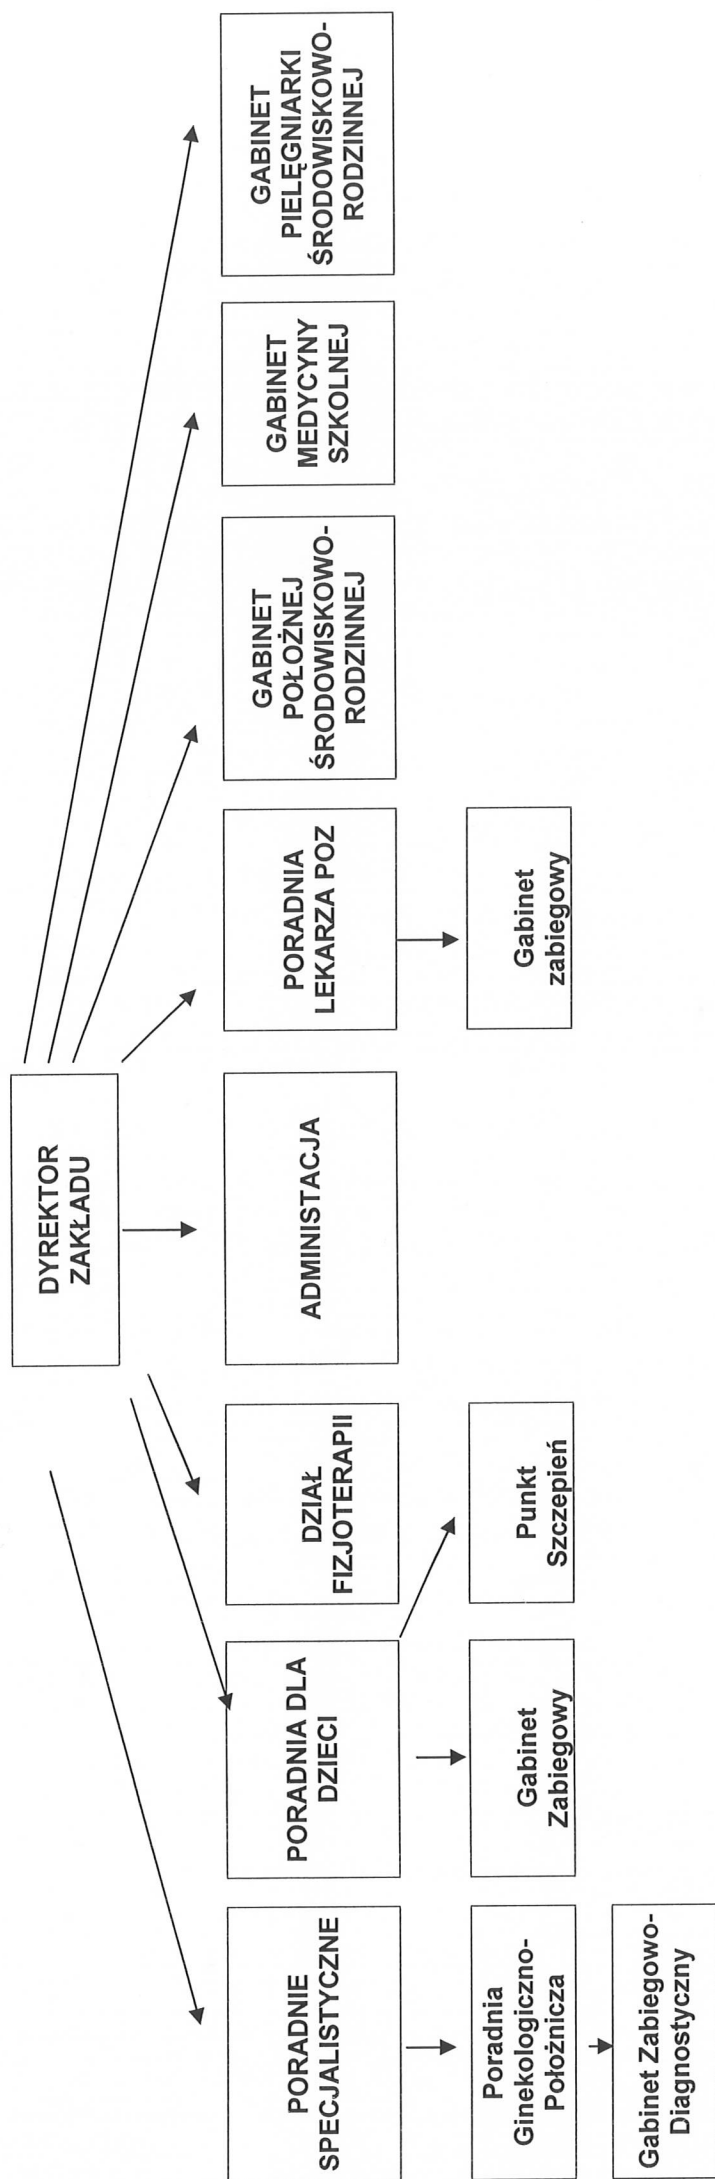 DYREKTOR
ZAKŁADU
PORADNIE
SPECJALISTYCZNE
PORADNIA DLA
DZIECI
DZIAŁ
FIZJOTERAPII
ADMINISTACJA
PORADNIA
LEKARZA POZ
GABINET
POŁOŻNEJ
ŚRODOWISKOWO-
RODZINNEJ
GABINET
MEDYCYNY
SZKOLNEJ
GABINET
PIELĘGNIARKI
ŚRODOWISKOWO-
RODZINNEJ
Poradnia
Ginekologiczno-
Położnicza
Gabinet
Zabiegowy
Punkt
Szczepień
Gabinet
zabiegowy
Gabinet Zabiegowo-
Diagnostyczny